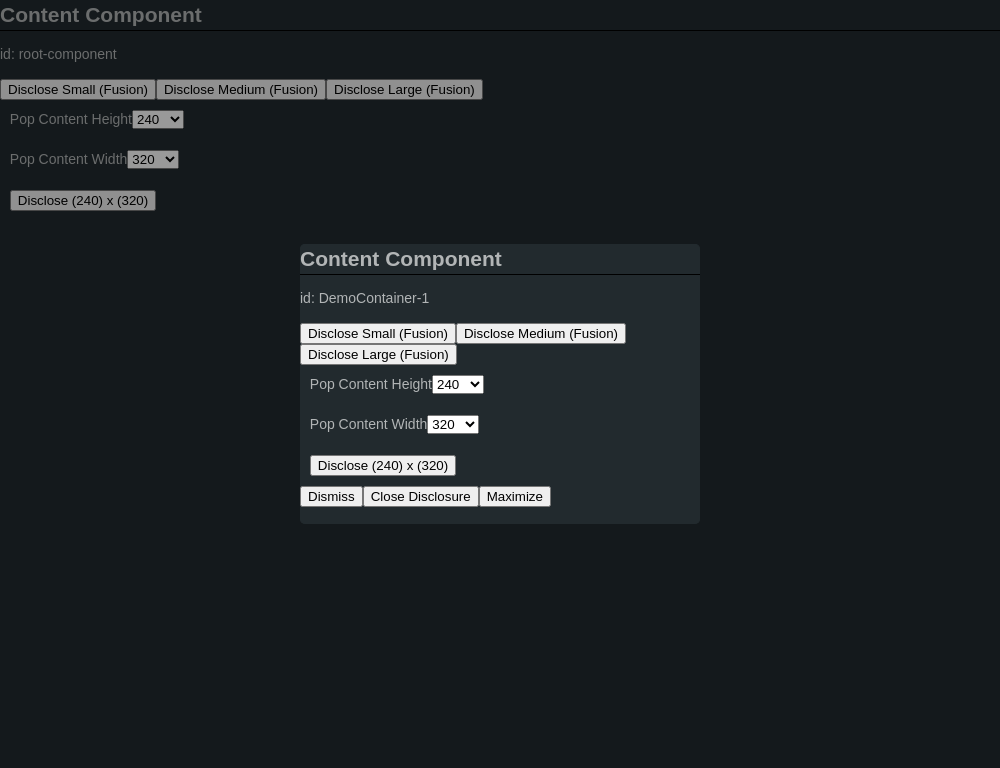 Content Component
id: root-component
Disclose Small (Fusion) Disclose Medium (Fusion) Disclose Large (Fusion)
Pop Content Height 240
Pop Content Width 320
Disclose (240) x (320)
Content Component
id: DemoContainer-1
Disclose Small (Fusion) Disclose Medium (Fusion)
Disclose Large (Fusion)
Pop Content Height 240
Pop Content Width 320
Disclose (240) x (320)
Dismiss Close Disclosure Maximize